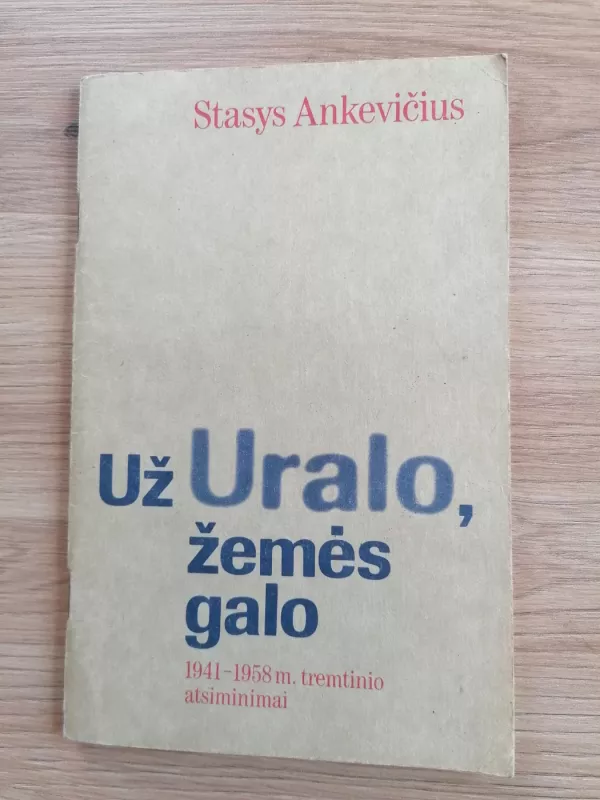 Stasys Ankevičius
Už Uralo,
žemės
galo
1941–1958 m. tremtinio
atsiminimai